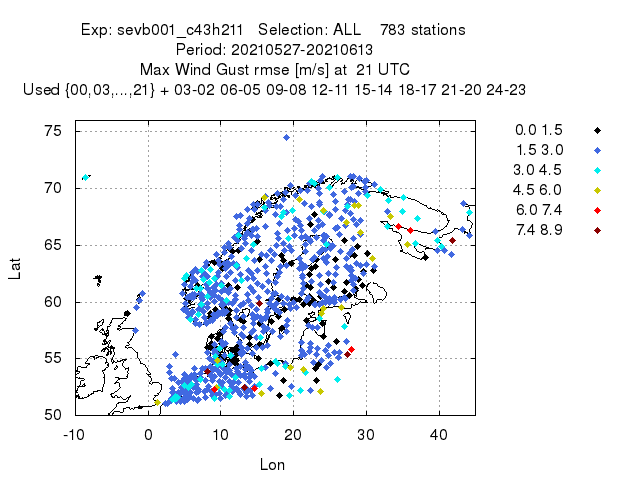 Exp: sevb001_c43h211   Selection: ALL    783 stations
Period: 20210527-20210613
Max Wind Gust rmse [m/s] at  21 UTC
Used {00,03,...,21} + 03-02 06-05 09-08 12-11 15-14 18-17 21-20 24-23
0.0 1.5
1.5 3.0
3.0 4.5
4.5 6.0
6.0 7.4
7.4 8.9
75
70
65
60
55
50
Lat
-10 0 10 20 30 40
Lon